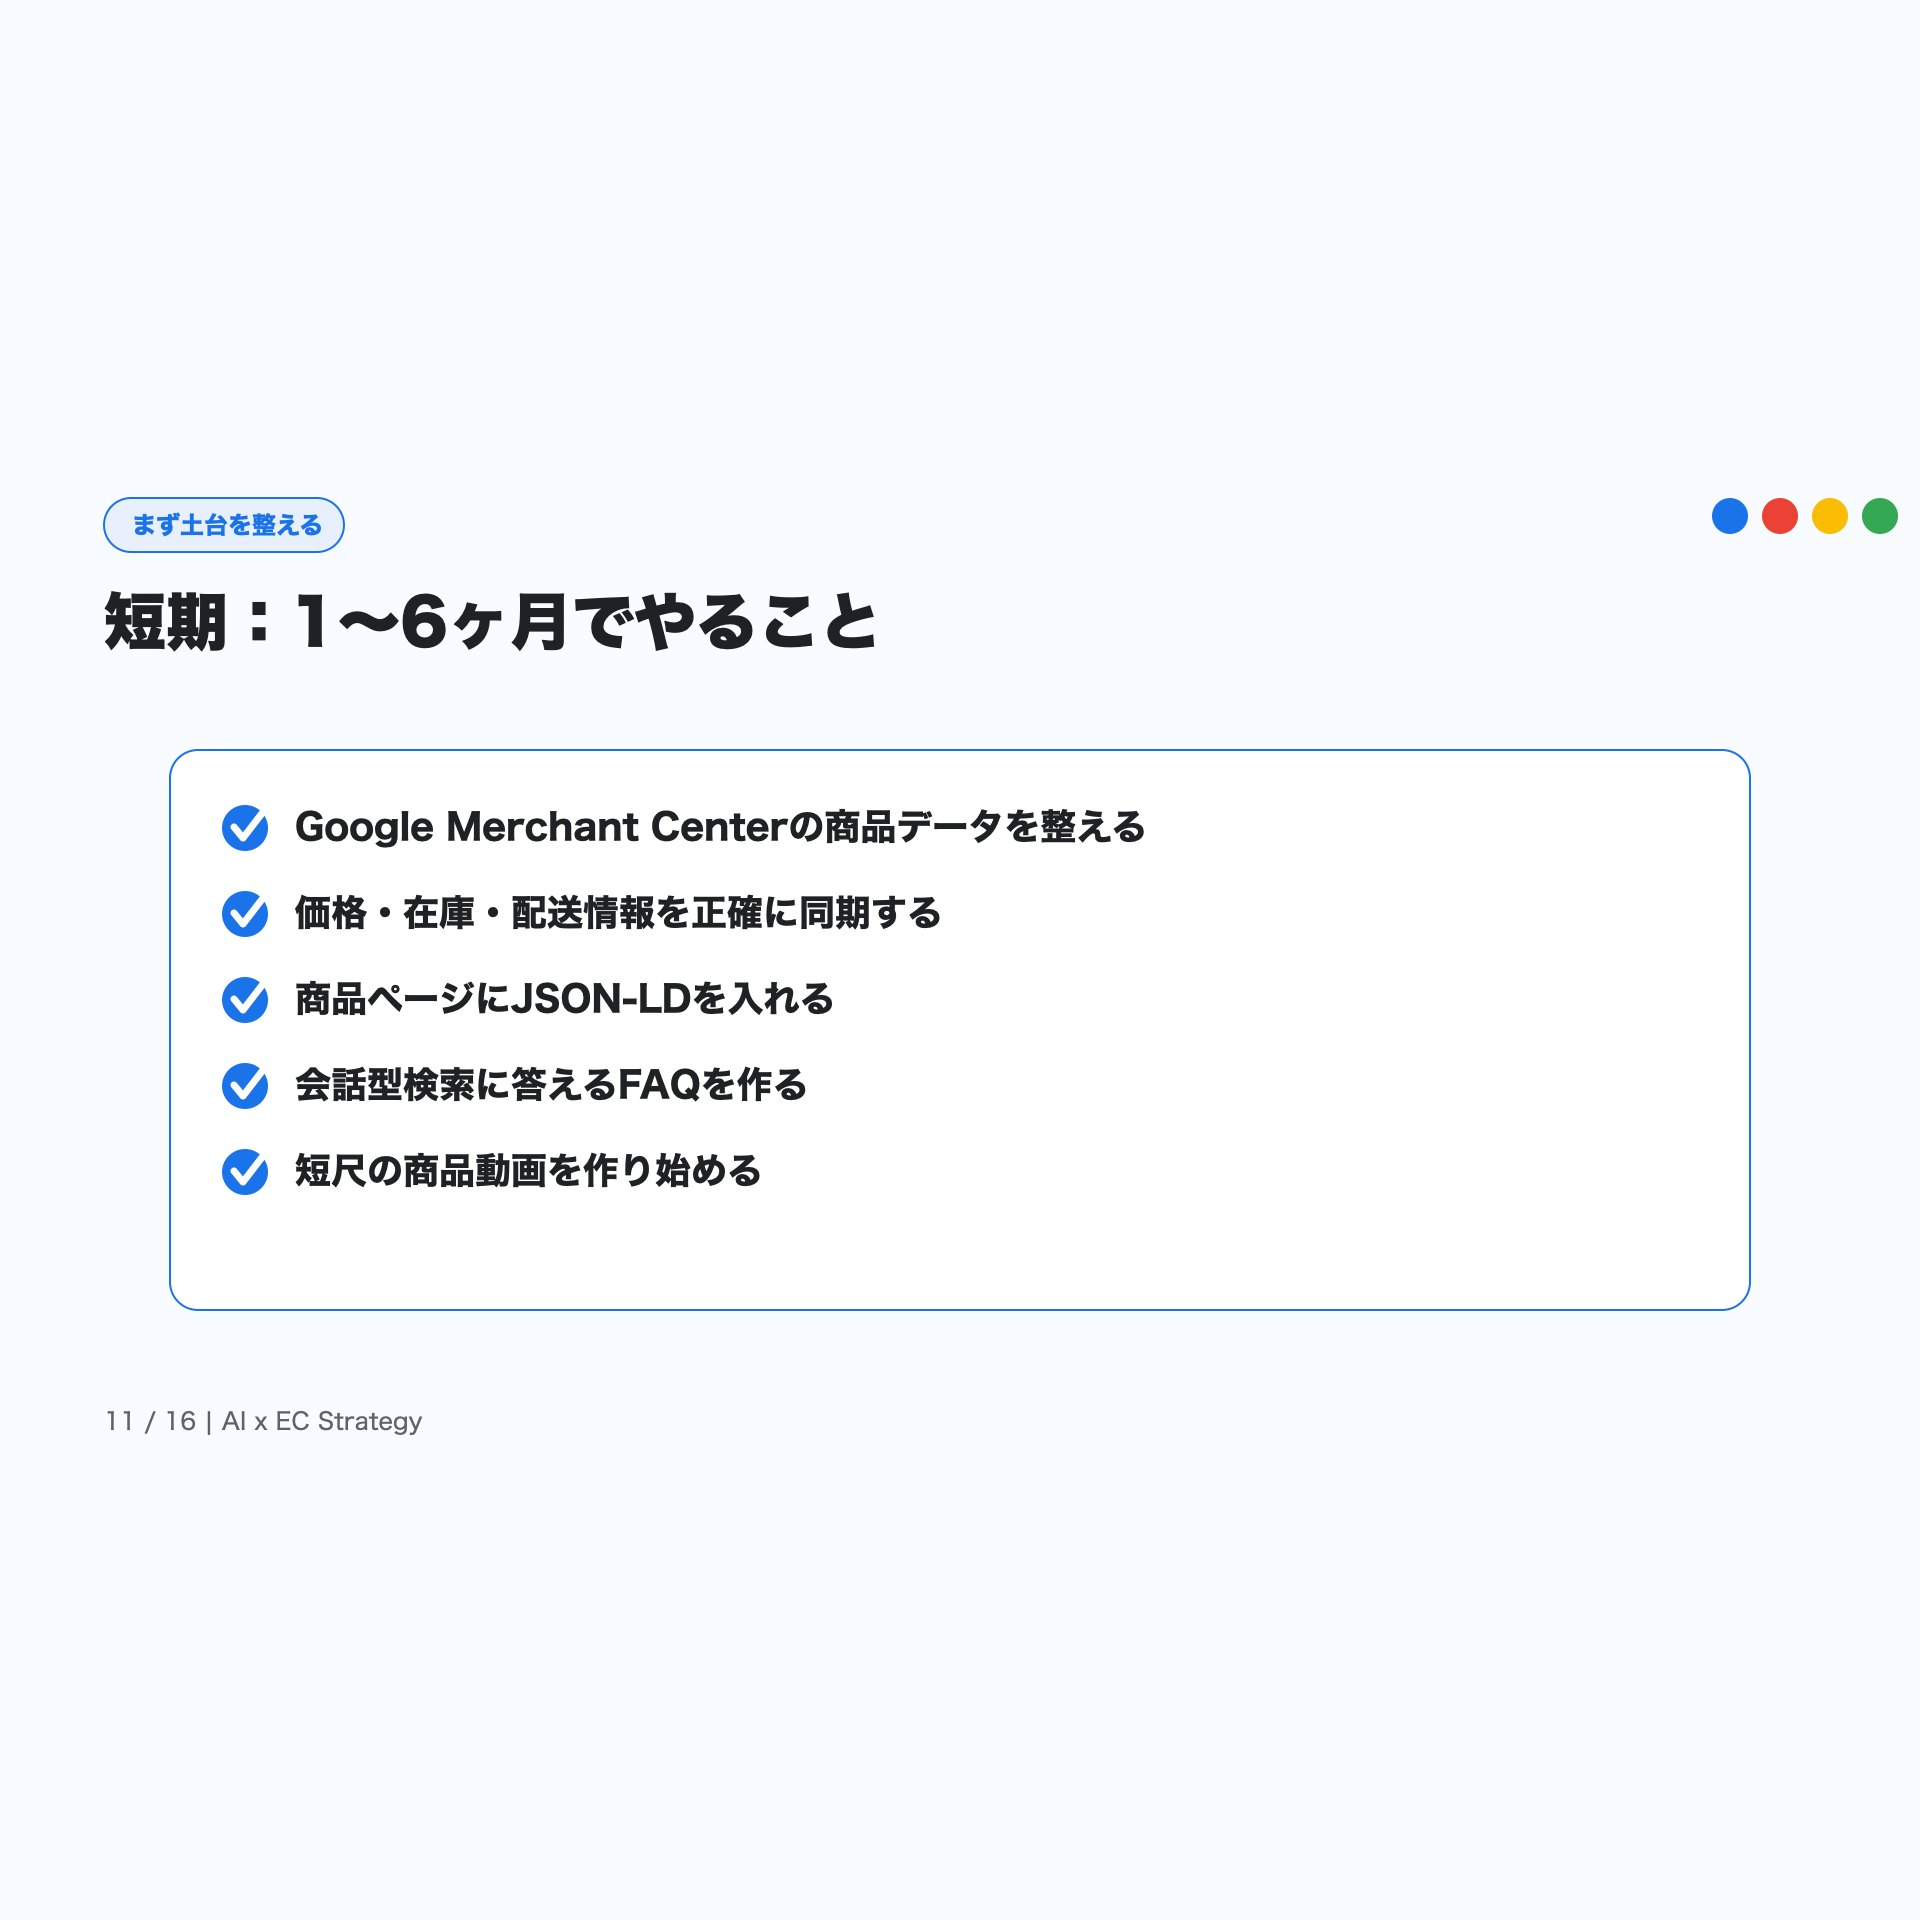 まず土台を整える
短期：1〜6ヶ月でやること
Google Merchant Centerの商品データを整える
価格・在庫・配送情報を正確に同期する
商品ページにJSON-LDを入れる
会話型検索に答えるFAQを作る
短尺の商品動画を作り始める
11 / 16 | AI x EC Strategy